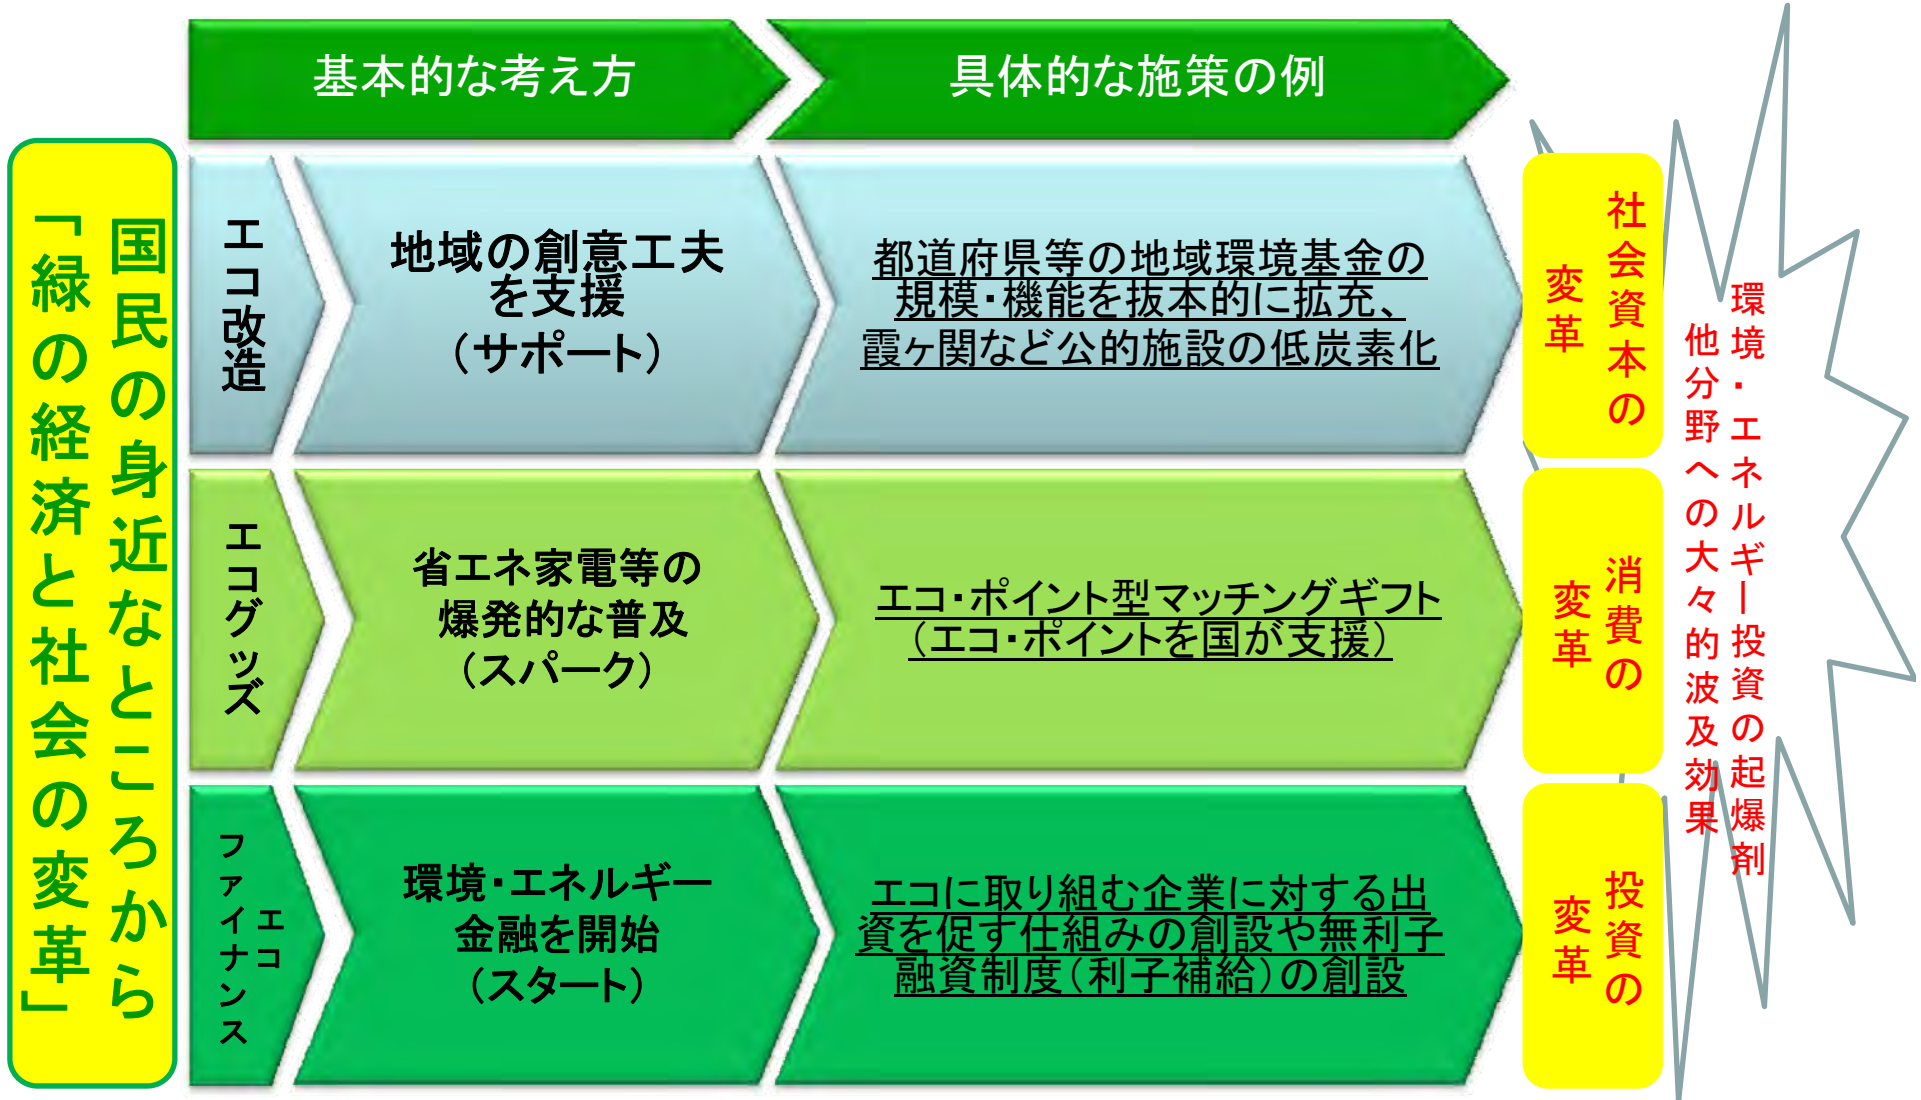 基本的な考え方
具体的な施策の例
国民の身近なところから
「緑の経済と社会の変革」
エコ改造
地域の創意工夫
を支援
（サポート）
都道府県等の地域環境基金の
規模・機能を抜本的に拡充、
霞ヶ関など公的施設の低炭素化
社会資本の
変革
エコグッズ
省エネ家電等の
爆発的な普及
（スパーク）
エコ・ポイント型マッチングギフト
（エコ・ポイントを国が支援）
消費の
変革
エコ
ファイナンス
環境・エネルギー
金融を開始
（スタート）
エコに取り組む企業に対する出
資を促す仕組みの創設や無利子
融資制度（利子補給）の創設
投資の
変革
環境・エネルギー投資の起爆剤
他分野への大々的波及効果